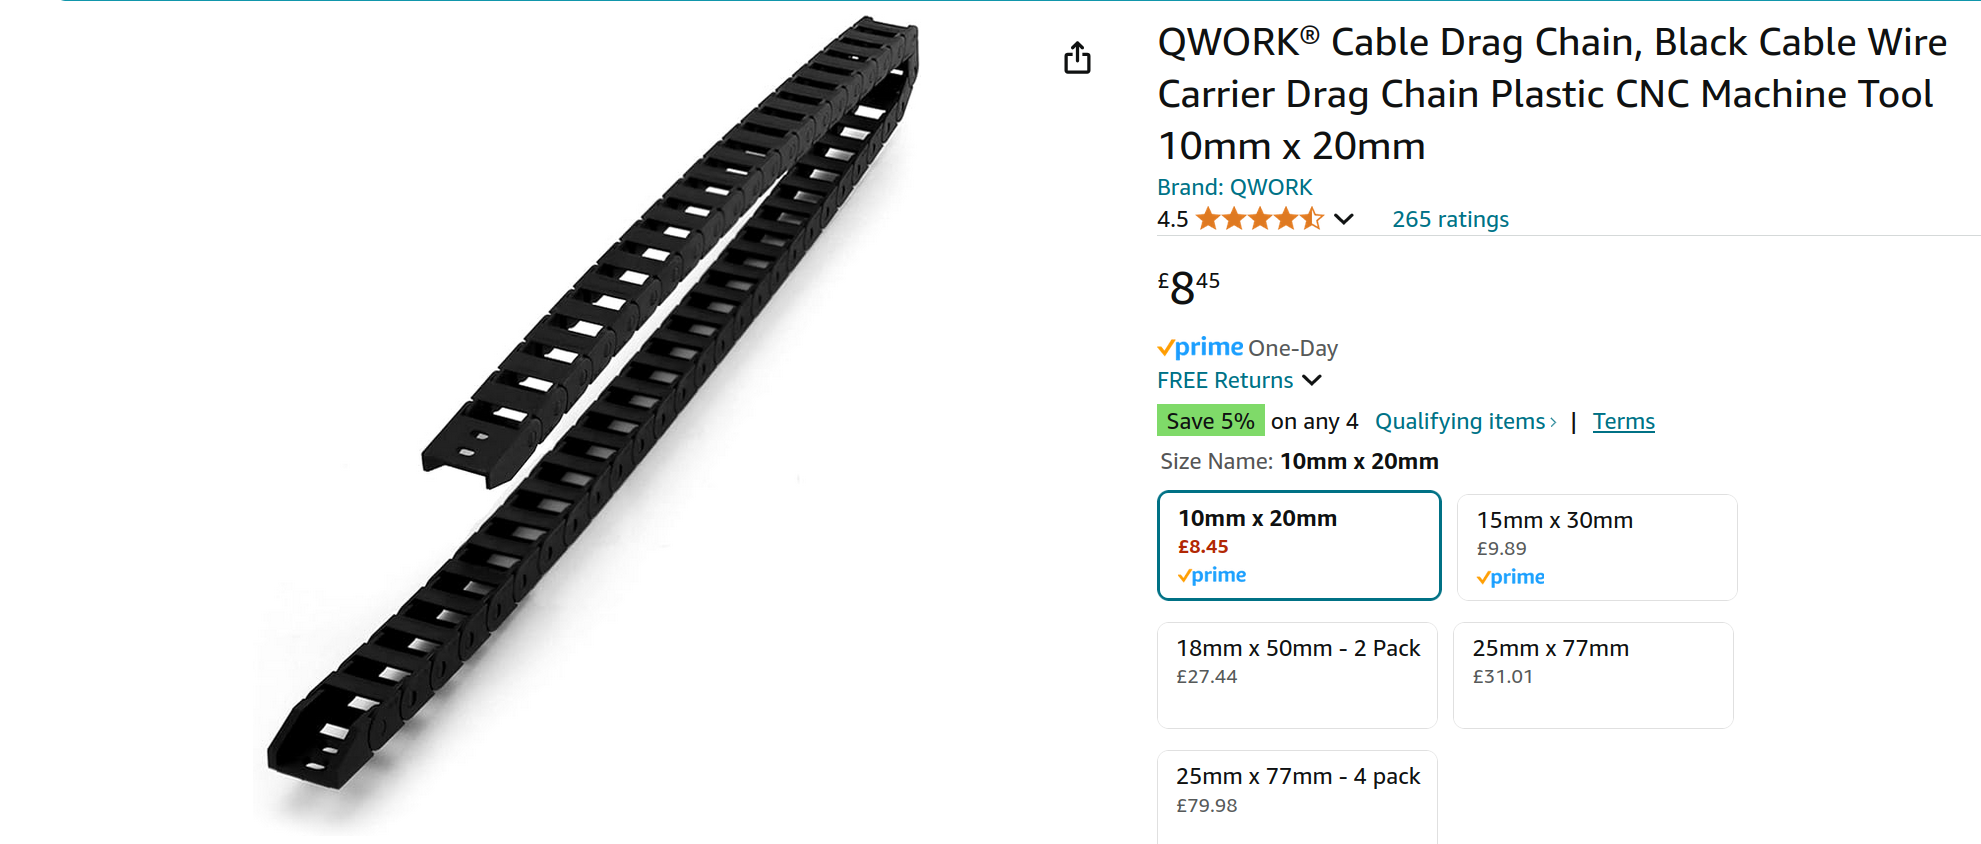 QWORK® Cable Drag Chain, Black Cable Wire
Carrier Drag Chain Plastic CNC Machine Tool
10mm x 20mm
Brand: QWORK
4.5 265 ratings
£8.45
prime One-Day
FREE Returns
Save 5% on any 4 Qualifying items › | Terms
Size Name: 10mm x 20mm
10mm x 20mm
£8.45
prime
15mm x 30mm
£9.89
prime
18mm x 50mm - 2 Pack
£27.44
25mm x 77mm
£31.01
25mm x 77mm - 4 pack
£79.98